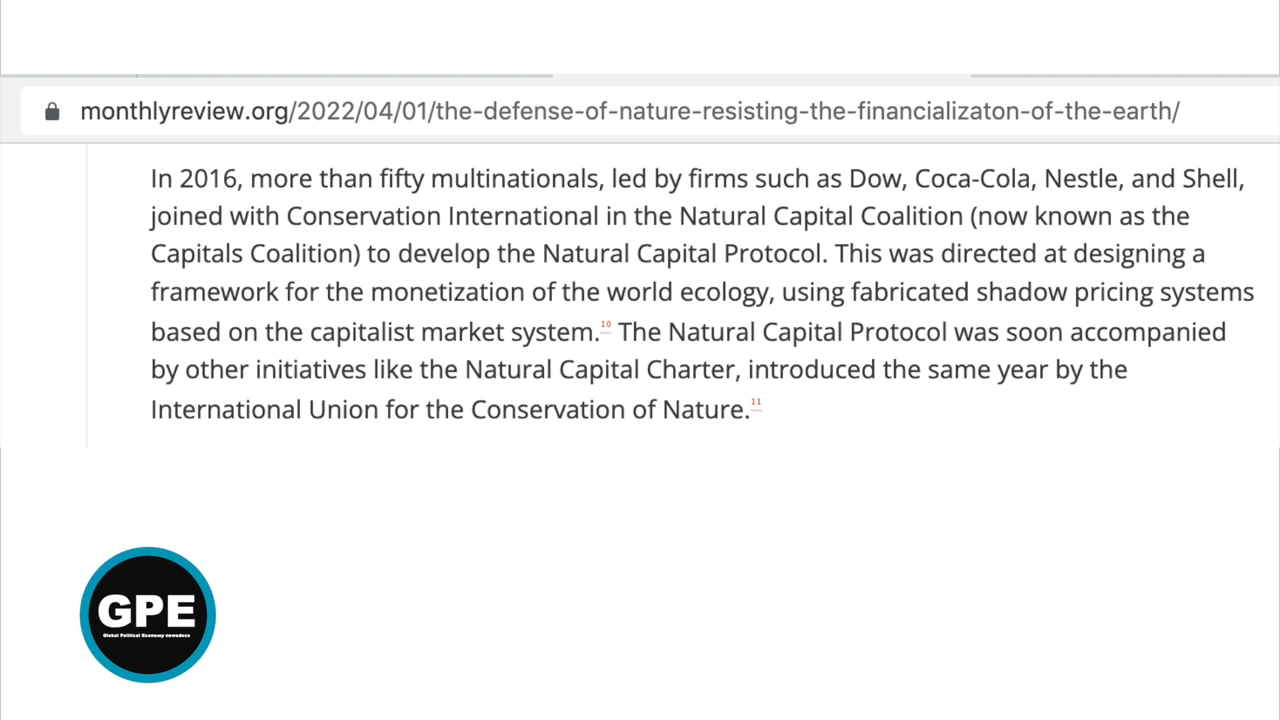 monthlyreview.org/2022/04/01/the-defense-of-nature-resisting-the-financializaton-of-the-earth/
In 2016, more than fifty multinationals, led by firms such as Dow, Coca-Cola, Nestle, and Shell,
joined with Conservation International in the Natural Capital Coalition (now known as the
Capitals Coalition) to develop the Natural Capital Protocol. This was directed at designing a
framework for the monetization of the world ecology, using fabricated shadow pricing systems
based on the capitalist market system.10 The Natural Capital Protocol was soon accompanied
by other initiatives like the Natural Capital Charter, introduced the same year by the
International Union for the Conservation of Nature.11
GPE
Global Political Economy newsdocs